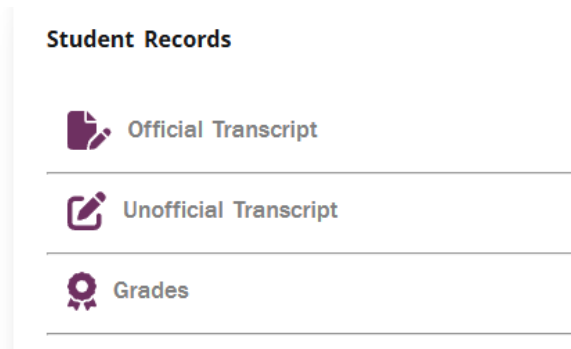 Student Records
Official Transcript
Unofficial Transcript
Grades